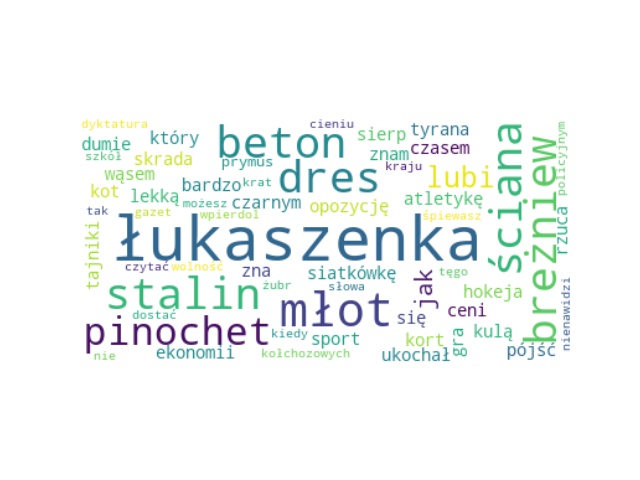 dyktatura
cieniu
dumie
który
beton
sierp
tyrana
szkół
skrada
prymus
znam
czasem
ściana
breżniew
policyjnym
wąsem
dres
kraju
lubi
kot
lekką
bardzo
krat
tak
gazet
możesz
czarnym
wpierdol
opozycję
atletykę
śpiewasz
rzuca
łukaszenka
tajniki
czytać
wolność
zna
siatkówkę
jak
tęgo
stalin
żubr
słowa
hokeja
młot
ceni
nienawidzi
dostać
pinochet
się
kiedy
sport
kort
gra
kulą
nie
ekonomii
kołchozowych
ukochał
pójść